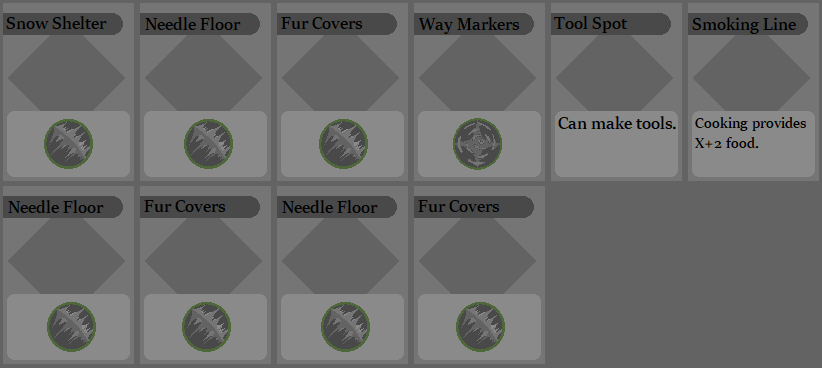 Snow Shelter
Needle Floor
Fur Covers
Way Markers
Tool Spot
Can make tools.
Smoking Line
Cooking provides
X+2 food.
Needle Floor
Fur Covers
Needle Floor
Fur Covers